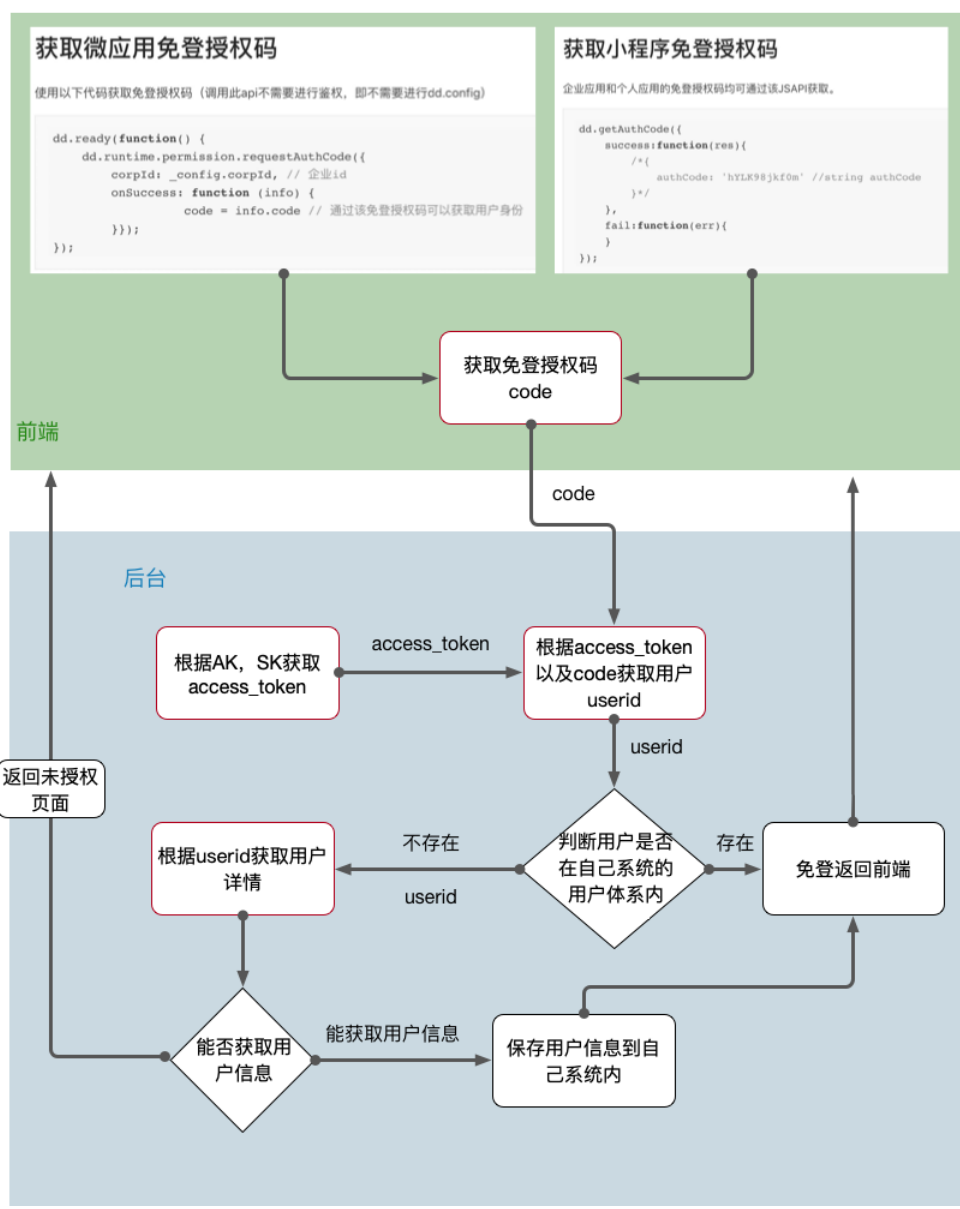 获取微应用免登授权码
使用以下代码获取免登授权码（调用此api不需要进行鉴权，即不需要进行dd.config）
dd.ready(function() {
dd.runtime.permission.requestAuthCode({
corpId: _config.corpId, // 企业id
onSuccess: function (info) {
code = info.code // 通过该免登授权码可以获取用户身份
}});
});
获取小程序免登授权码
企业应用和个人应用的免登授权码均可通过该JSAPI获取。
dd.getAuthCode({
success:function(res){
/*{
authCode: 'hYLK98jkf0m' //string authCode
}*/
},
fail:function(err){
}
});
获取免登授权码
code
前端
code
后台
根据AK，SK获取
access_token
access_token
根据access_token
以及code获取用户
userid
userid
返回未授权
页面
根据userid获取用户
详情
不存在
userid
判断用户是否
在自己系统的
用户体系内
存在
免登返回前端
能否获取用
户信息
能获取用户信息
保存用户信息到自
己系统内